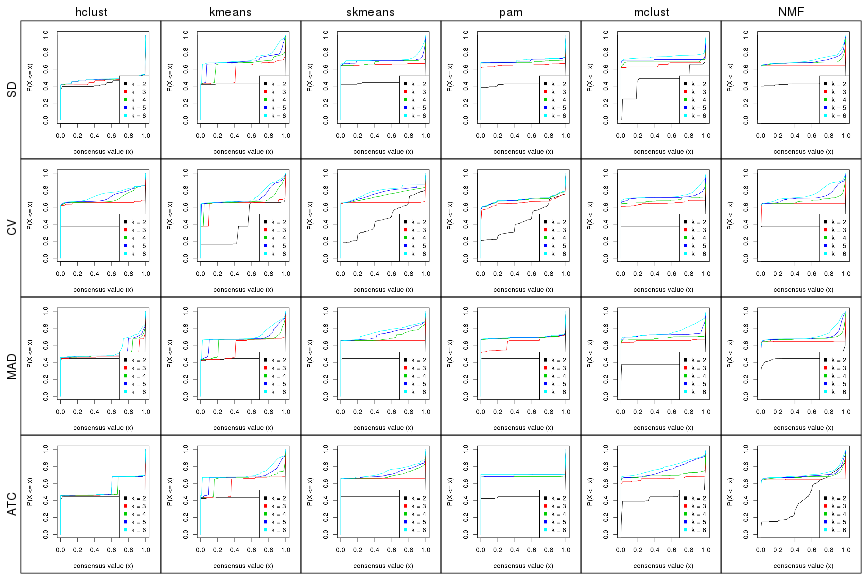 hclust kmeans skmeans pam mclust NMF
SD
CV
MAD
ATC
P(X <= x)
consensus value (x)
0.0 0.2 0.4 0.6 0.8 1.0
k = 2
k = 3
k = 4
k = 5
k = 6